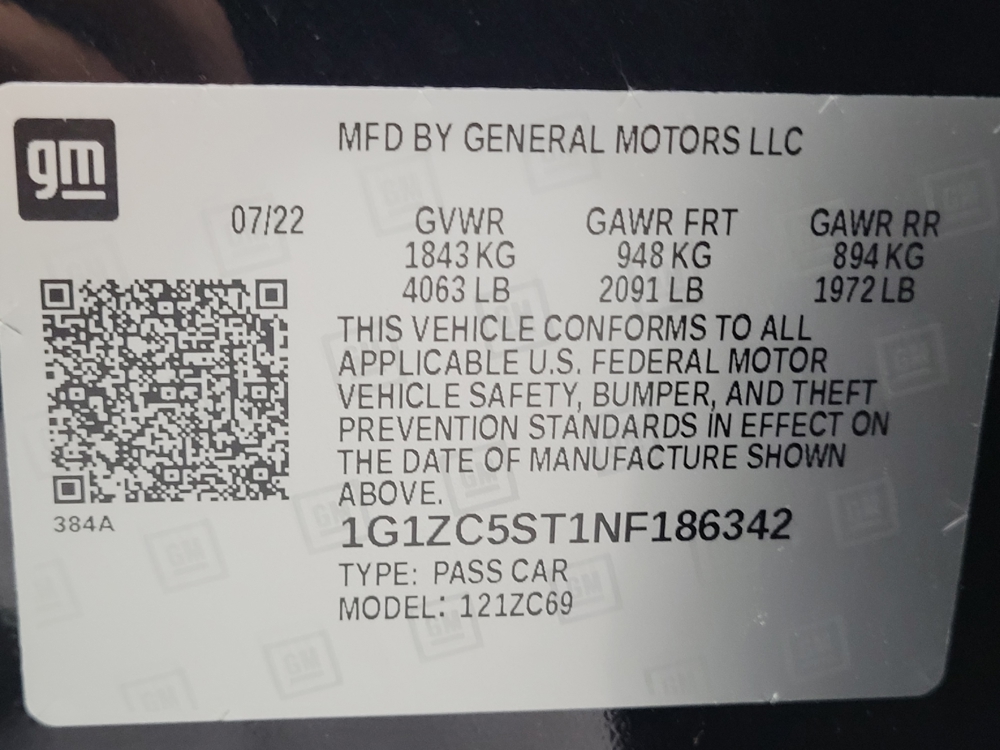 gm
MFD BY GENERAL MOTORS LLC
07/22 GVWR GAWR FRT GAWR RR
1843 KG 948 KG 894 KG
4063 LB 2091 LB 1972 LB
THIS VEHICLE CONFORMS TO ALL
APPLICABLE U.S. FEDERAL MOTOR
VEHICLE SAFETY, BUMPER, AND THEFT
PREVENTION STANDARDS IN EFFECT ON
THE DATE OF MANUFACTURE SHOWN
ABOVE.
384A
1G1ZC5ST1NF186342
TYPE: PASS CAR
MODEL: 121ZC69